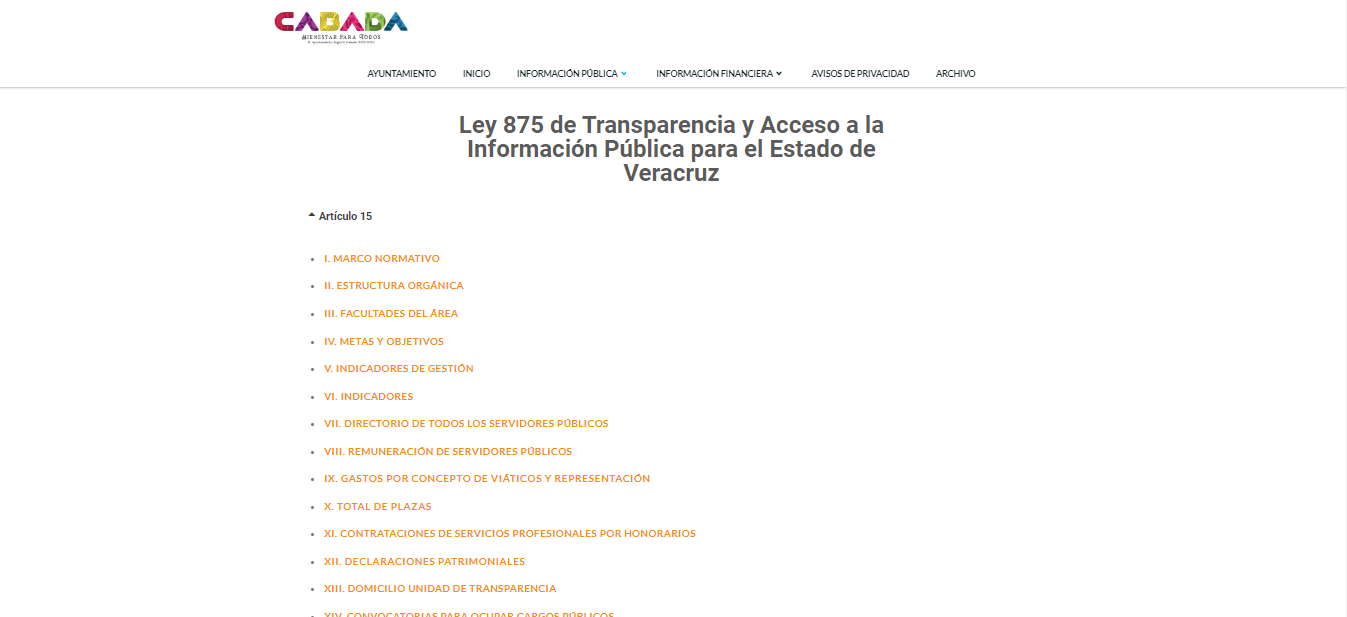 CADADA
BIENESTAR PARA TODOS
AYUNTAMIENTO INICIO INFORMACIÓN PÚBLICA INFORMACIÓN FINANCIERA AVISOS DE PRIVACIDAD ARCHIVO
Ley 875 de Transparencia y Acceso a la
Información Pública para el Estado de
Veracruz
Artículo 15
I. MARCO NORMATIVO
II. ESTRUCTURA ORGÁNICA
III. FACULTADES DEL ÁREA
IV. METAS Y OBJETIVOS
V. INDICADORES DE GESTIÓN
VI. INDICADORES
VII. DIRECTORIO DE TODOS LOS SERVIDORES PÚBLICOS
VIII. REMUNERACIÓN DE SERVIDORES PÚBLICOS
IX. GASTOS POR CONCEPTO DE VIÁTICOS Y REPRESENTACIÓN
X. TOTAL DE PLAZAS
XI. CONTRATACIONES DE SERVICIOS PROFESIONALES POR HONORARIOS
XII. DECLARACIONES PATRIMONIALES
XIII. DOMICILIO UNIDAD DE TRANSPARENCIA
XIV. CONVOCATORIAS PARA OCUPAR CARGOS PÚBLICOS